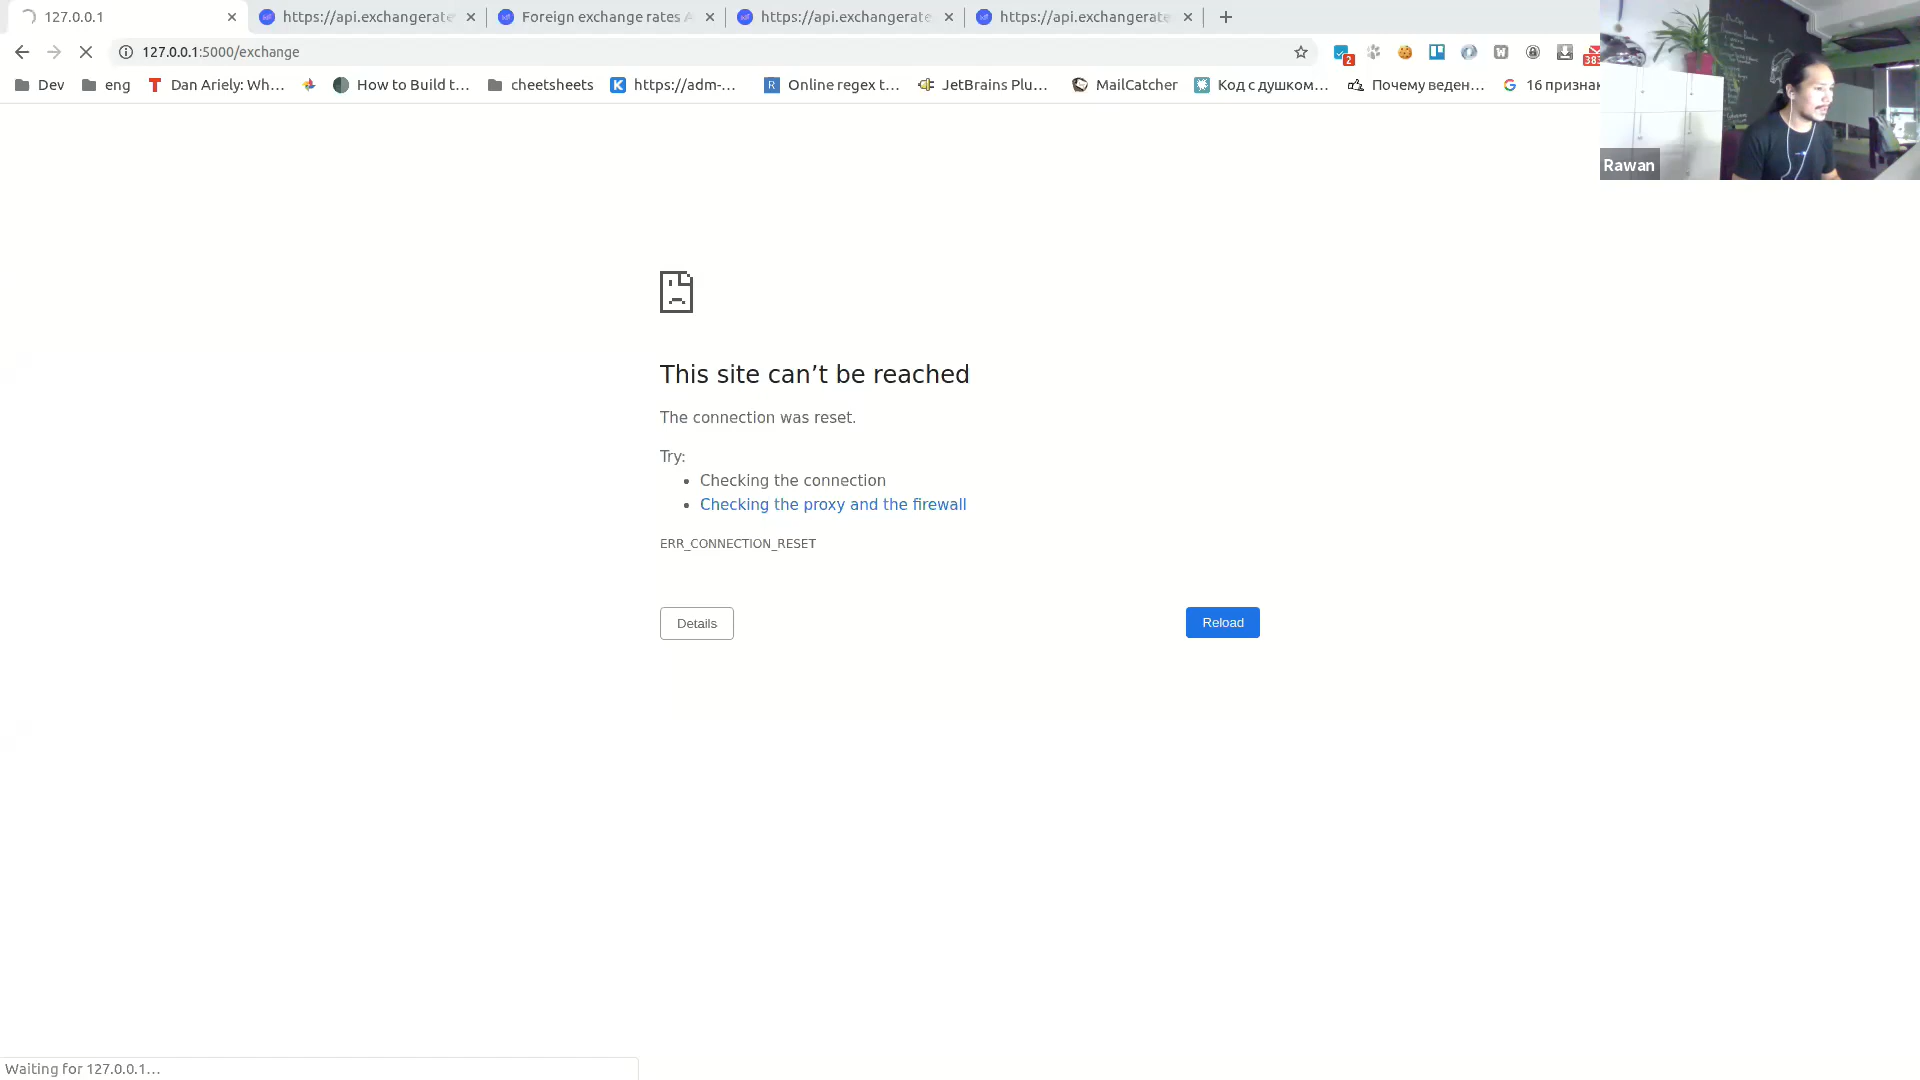 127.0.0.1
https://api.exchangerate
Foreign exchange rates A
https://api.exchangerate
https://api.exchangerate
127.0.0.1:5000/exchange
2
383
Dev
eng
Dan Ariely: Wh...
How to Build t...
cheetsheets
https://adm-...
Online regex t...
JetBrains Plu...
MailCatcher
Код с душком...
Почему веден...
16 признак
Rawan
This site can’t be reached
The connection was reset.
Try:
Checking the connection
Checking the proxy and the firewall
ERR_CONNECTION_RESET
Details
Reload
Waiting for 127.0.0.1...